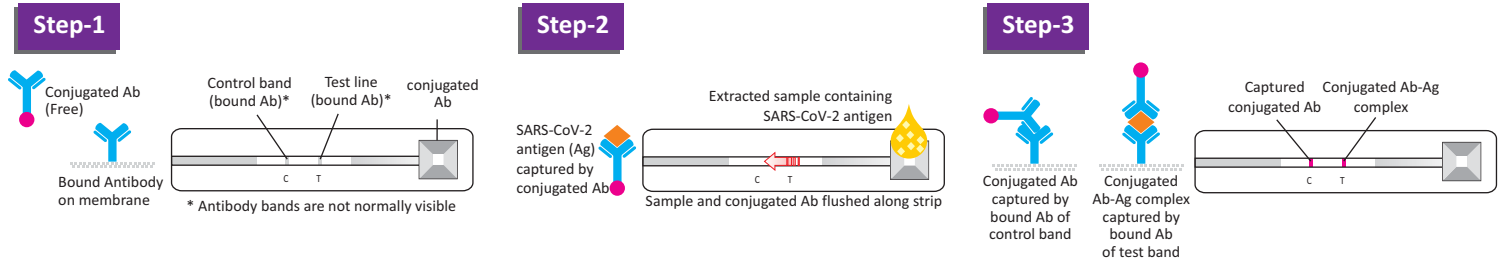 Step-1
Conjugated Ab
(Free)
Bound Antibody
on membrane
Control band
(bound Ab)*
Test line
(bound Ab)*
conjugated
Ab
C
T
* Antibody bands are not normally visible
Step-2
SARS-CoV-2
antigen (Ag)
captured by
conjugated Ab
Extracted sample containing
SARS-CoV-2 antigen
C
T
Sample and conjugated Ab flushed along strip
Step-3
Conjugated Ab
captured by
bound Ab of
control band
Conjugated
Ab-Ag complex
captured by
bound Ab
of test band
Captured
conjugated Ab
Conjugated Ab-Ag
complex
C
T